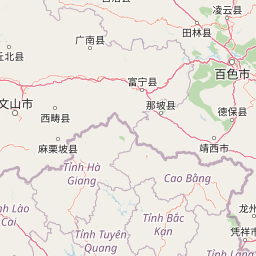 凌云县
田林县
广南县
丘北县
百色市
富宁县
文山市
那坡县
西畴县
德保县
麻栗坡县
靖西市
Tỉnh Hà
Giang
Cao Bằng
龙州
Tỉnh Lào
Cai
Tỉnh Bắc
Kạn
Tỉnh Tuyên
Quang
凭祥市
Tỉnh Lạng